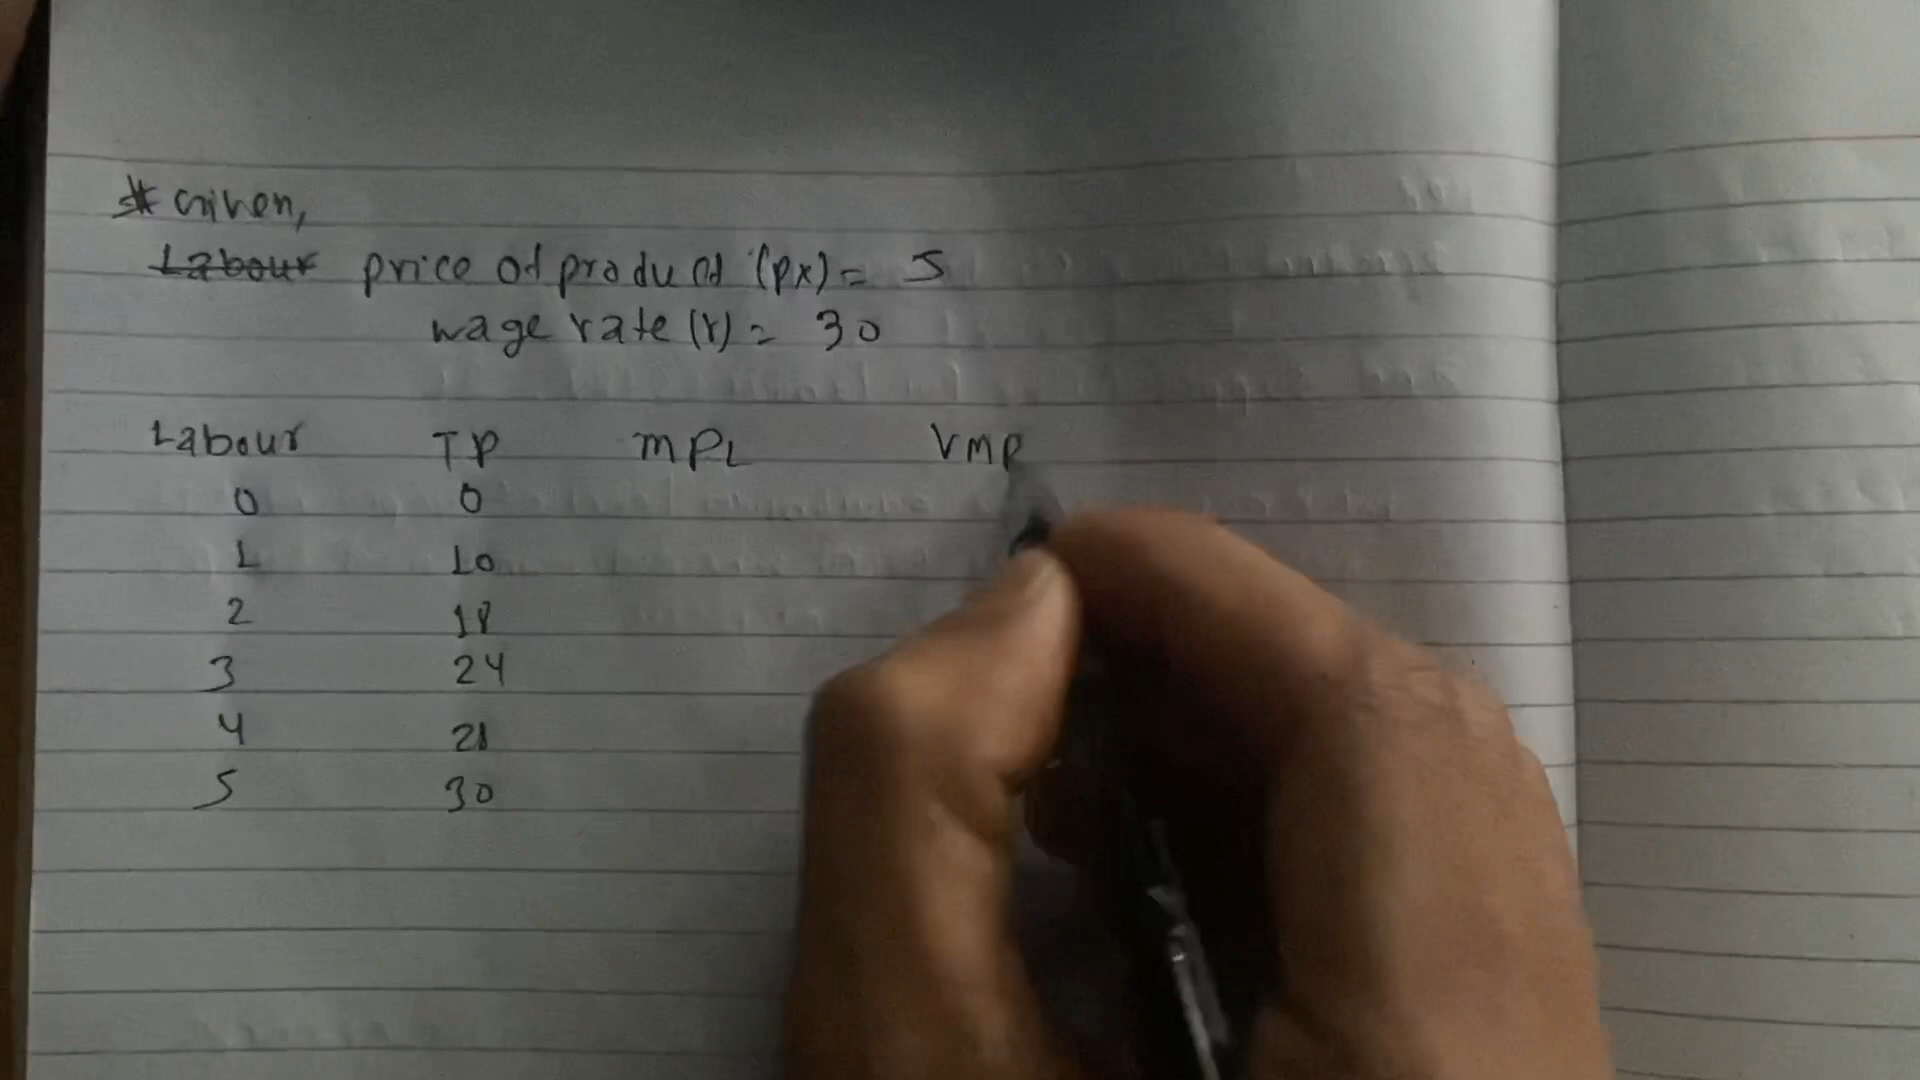 * Given,
Labour price of product (px) = 5
wage rate (r) = 30
Labour TP MPL VMP
0 0
1 10
2 18
3 24
4 28
5 30